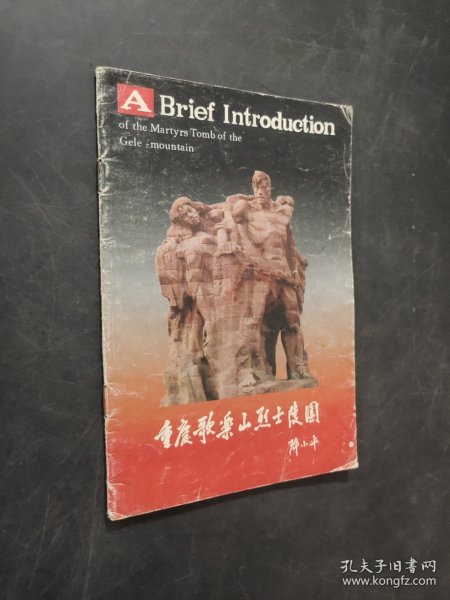 A Brief Introduction
of the Martyrs Tomb of the
Gele -mountain
重庆歌乐山烈士陵园
邓小平
孔夫子旧书网
www.kongfz.com